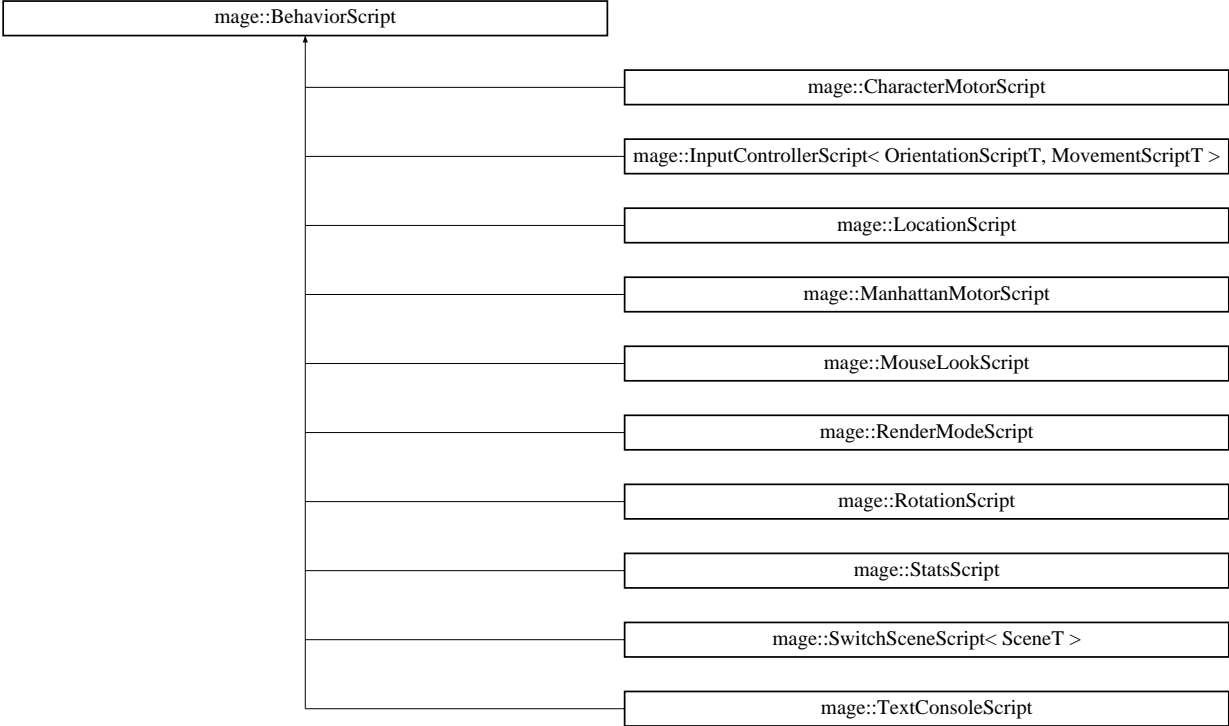 mage::BehaviorScript
mage::CharacterMotorScript
mage::InputControllerScript< OrientationScriptT, MovementScriptT >
mage::LocationScript
mage::ManhattanMotorScript
mage::MouseLookScript
mage::RenderModeScript
mage::RotationScript
mage::StatsScript
mage::SwitchSceneScript< SceneT >
mage::TextConsoleScript